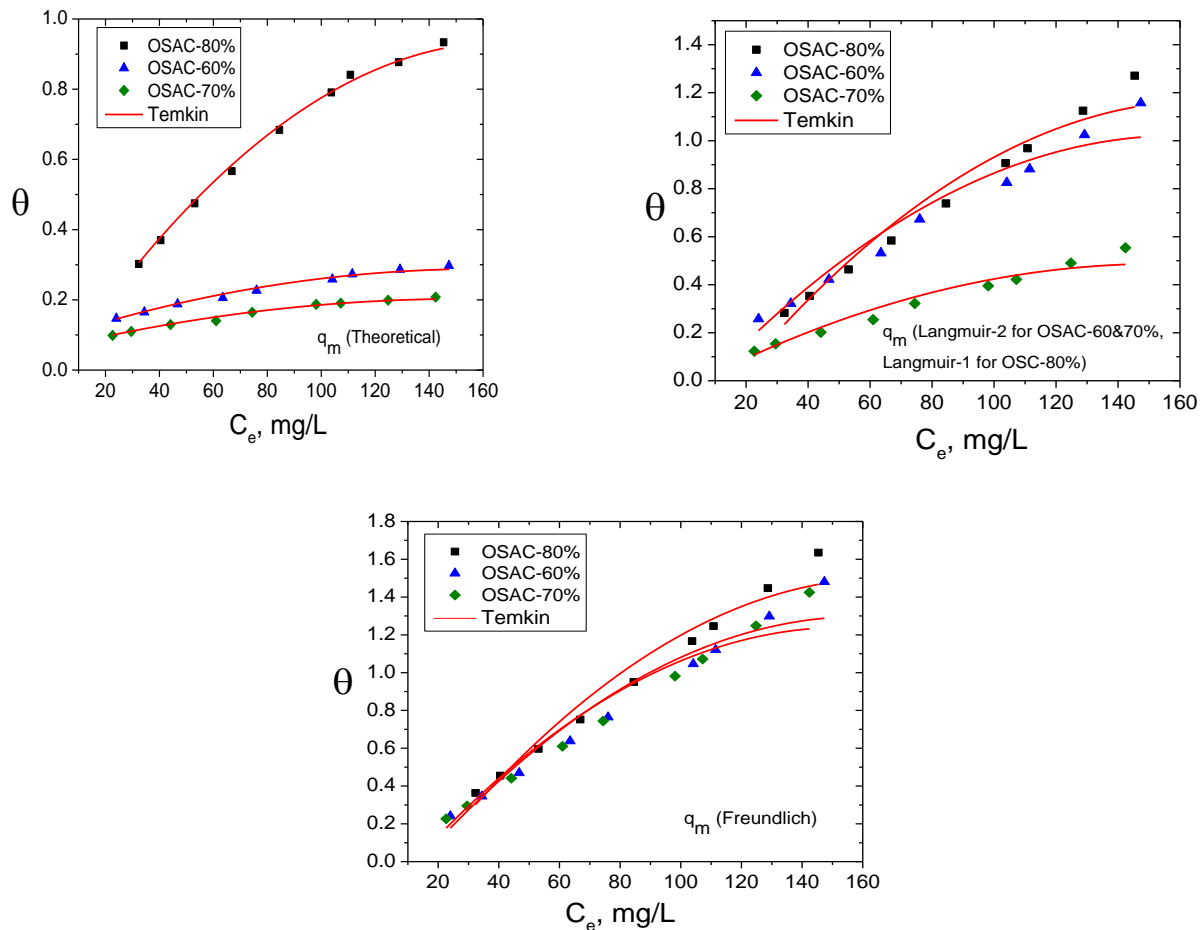 1.0
0.8
0.6
0.4
0.2
0.0
θ
OSAC-80%
OSAC-60%
OSAC-70%
Temkin
qm (Theoretical)
0 20 40 60 80 100 120 140 160
Ce, mg/L
1.4
1.2
1.0
0.8
0.6
0.4
0.2
0.0
θ
OSAC-80%
OSAC-60%
OSAC-70%
Temkin
qm (Langmuir-2 for OSAC-60&70%,
Langmuir-1 for OSC-80%)
20 40 60 80 100 120 140 160
Ce, mg/L
1.8
1.6
1.4
1.2
1.0
0.8
0.6
0.4
0.2
0.0
θ
OSAC-80%
OSAC-60%
OSAC-70%
Temkin
qm (Freundlich)
20 40 60 80 100 120 140 160
Ce, mg/L